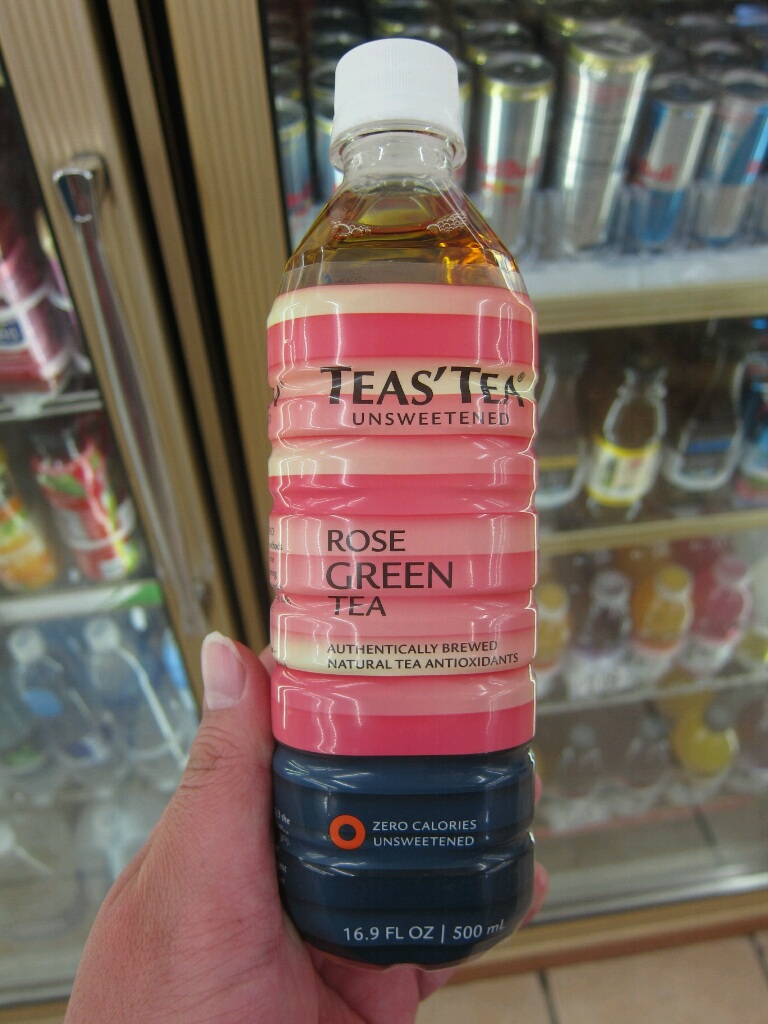 TEAS' TEA®
UNSWEETENED
ROSE
GREEN
TEA
AUTHENTICALLY BREWED
NATURAL TEA ANTIOXIDANTS
ZERO CALORIES
UNSWEETENED
16.9 FL OZ | 500 mL